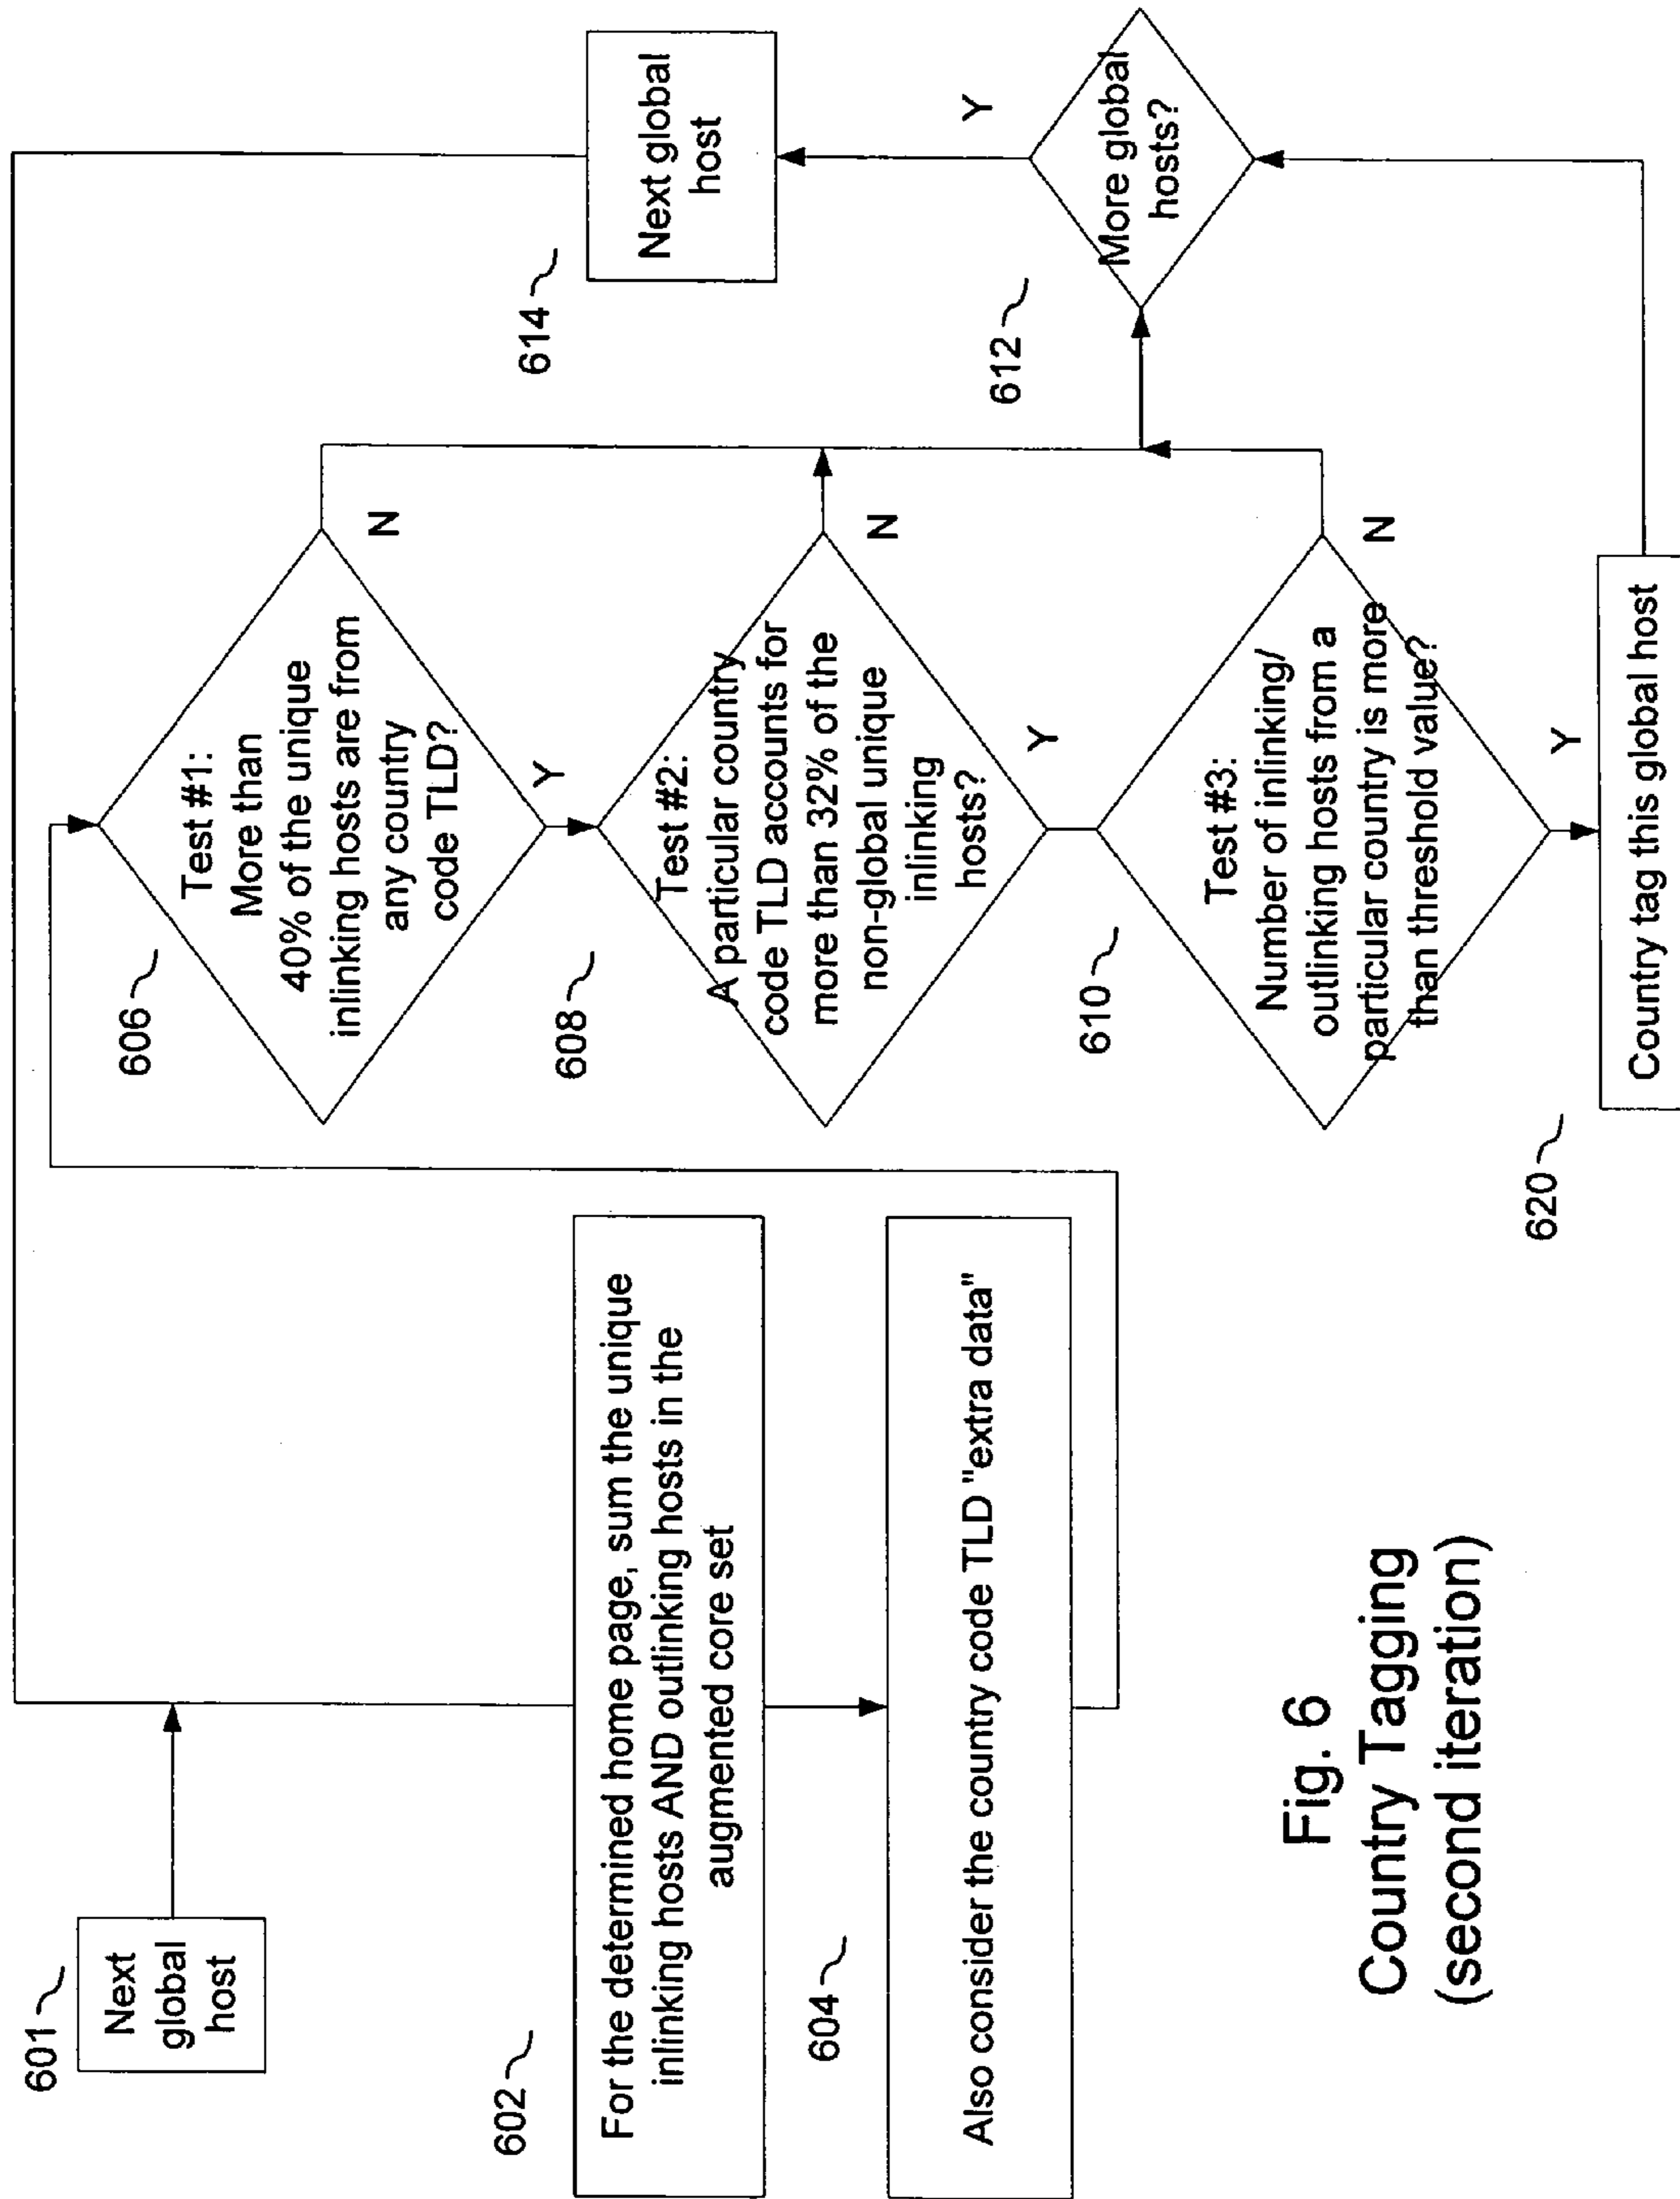 601
Next
global
host
602
For the determined home page, sum the unique
inlinking hosts AND outlinking hosts in the
augmented core set
604
Also consider the country code TLD "extra data"
606
Test #1:
More than
40% of the unique
inlinking hosts are from
any country
code TLD?
N
Y
608
Test #2:
A particular country
code TLD accounts for
more than 32% of the
non-global unique
inlinking
hosts?
N
Y
610
Test #3:
Number of inlinking/
outlinking hosts from a
particular country is more
than threshold value?
N
Y
620
Country tag this global host
612
More global
hosts?
Y
614
Next global
host
Fig. 6
Country Tagging
(second iteration)